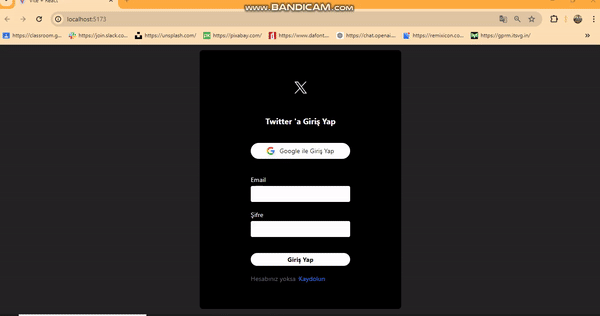 Vite + React
www.BANDICAM.com
localhost:5173
https://classroom.g...
https://join.slack.co...
https://unsplash.com/
https://pixabay.com/
https://www.dafont...
https://chat.openai....
https://remixicon.co...
https://gprm.itsvg.in/
Twitter 'a Giriş Yap
Google ile Giriş Yap
Email
Şifre
Giriş Yap
Hesabınız yoksa Kaydolun